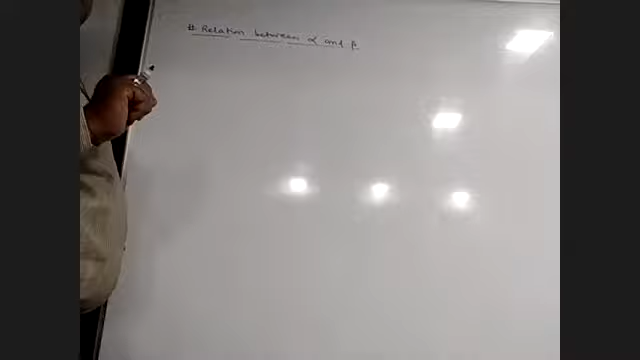 # Relation between α and β